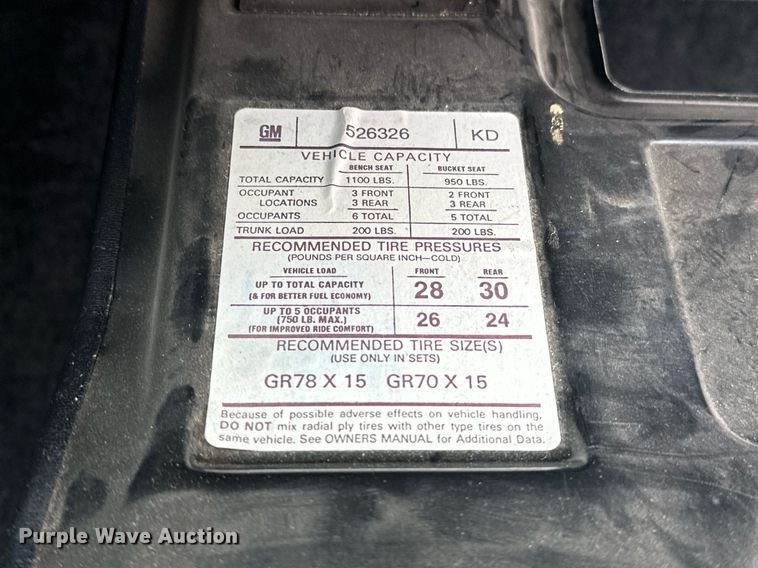 GM 526326 KD
VEHICLE CAPACITY
BENCH SEAT BUCKET SEAT
TOTAL CAPACITY 1100 LBS. 950 LBS.
OCCUPANT 3 FRONT 2 FRONT
LOCATIONS 3 REAR 3 REAR
OCCUPANTS 6 TOTAL 5 TOTAL
TRUNK LOAD 200 LBS. 200 LBS.
RECOMMENDED TIRE PRESSURES
(POUNDS PER SQUARE INCH—COLD)
VEHICLE LOAD FRONT REAR
UP TO TOTAL CAPACITY
(& FOR BETTER FUEL ECONOMY) 28 30
UP TO 5 OCCUPANTS
(750 LB. MAX.) 26 24
(FOR IMPROVED RIDE COMFORT)
RECOMMENDED TIRE SIZE(S)
(USE ONLY IN SETS)
GR78 X 15 GR70 X 15
Because of possible adverse effects on vehicle handling,
DO NOT mix radial ply tires with other type tires on the
same vehicle. See OWNERS MANUAL for Additional Data.
Purple Wave Auction